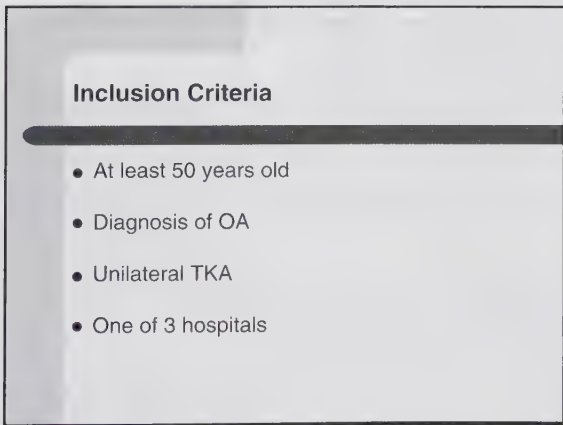 Inclusion Criteria
• At least 50 years old
• Diagnosis of OA
• Unilateral TKA
• One of 3 hospitals